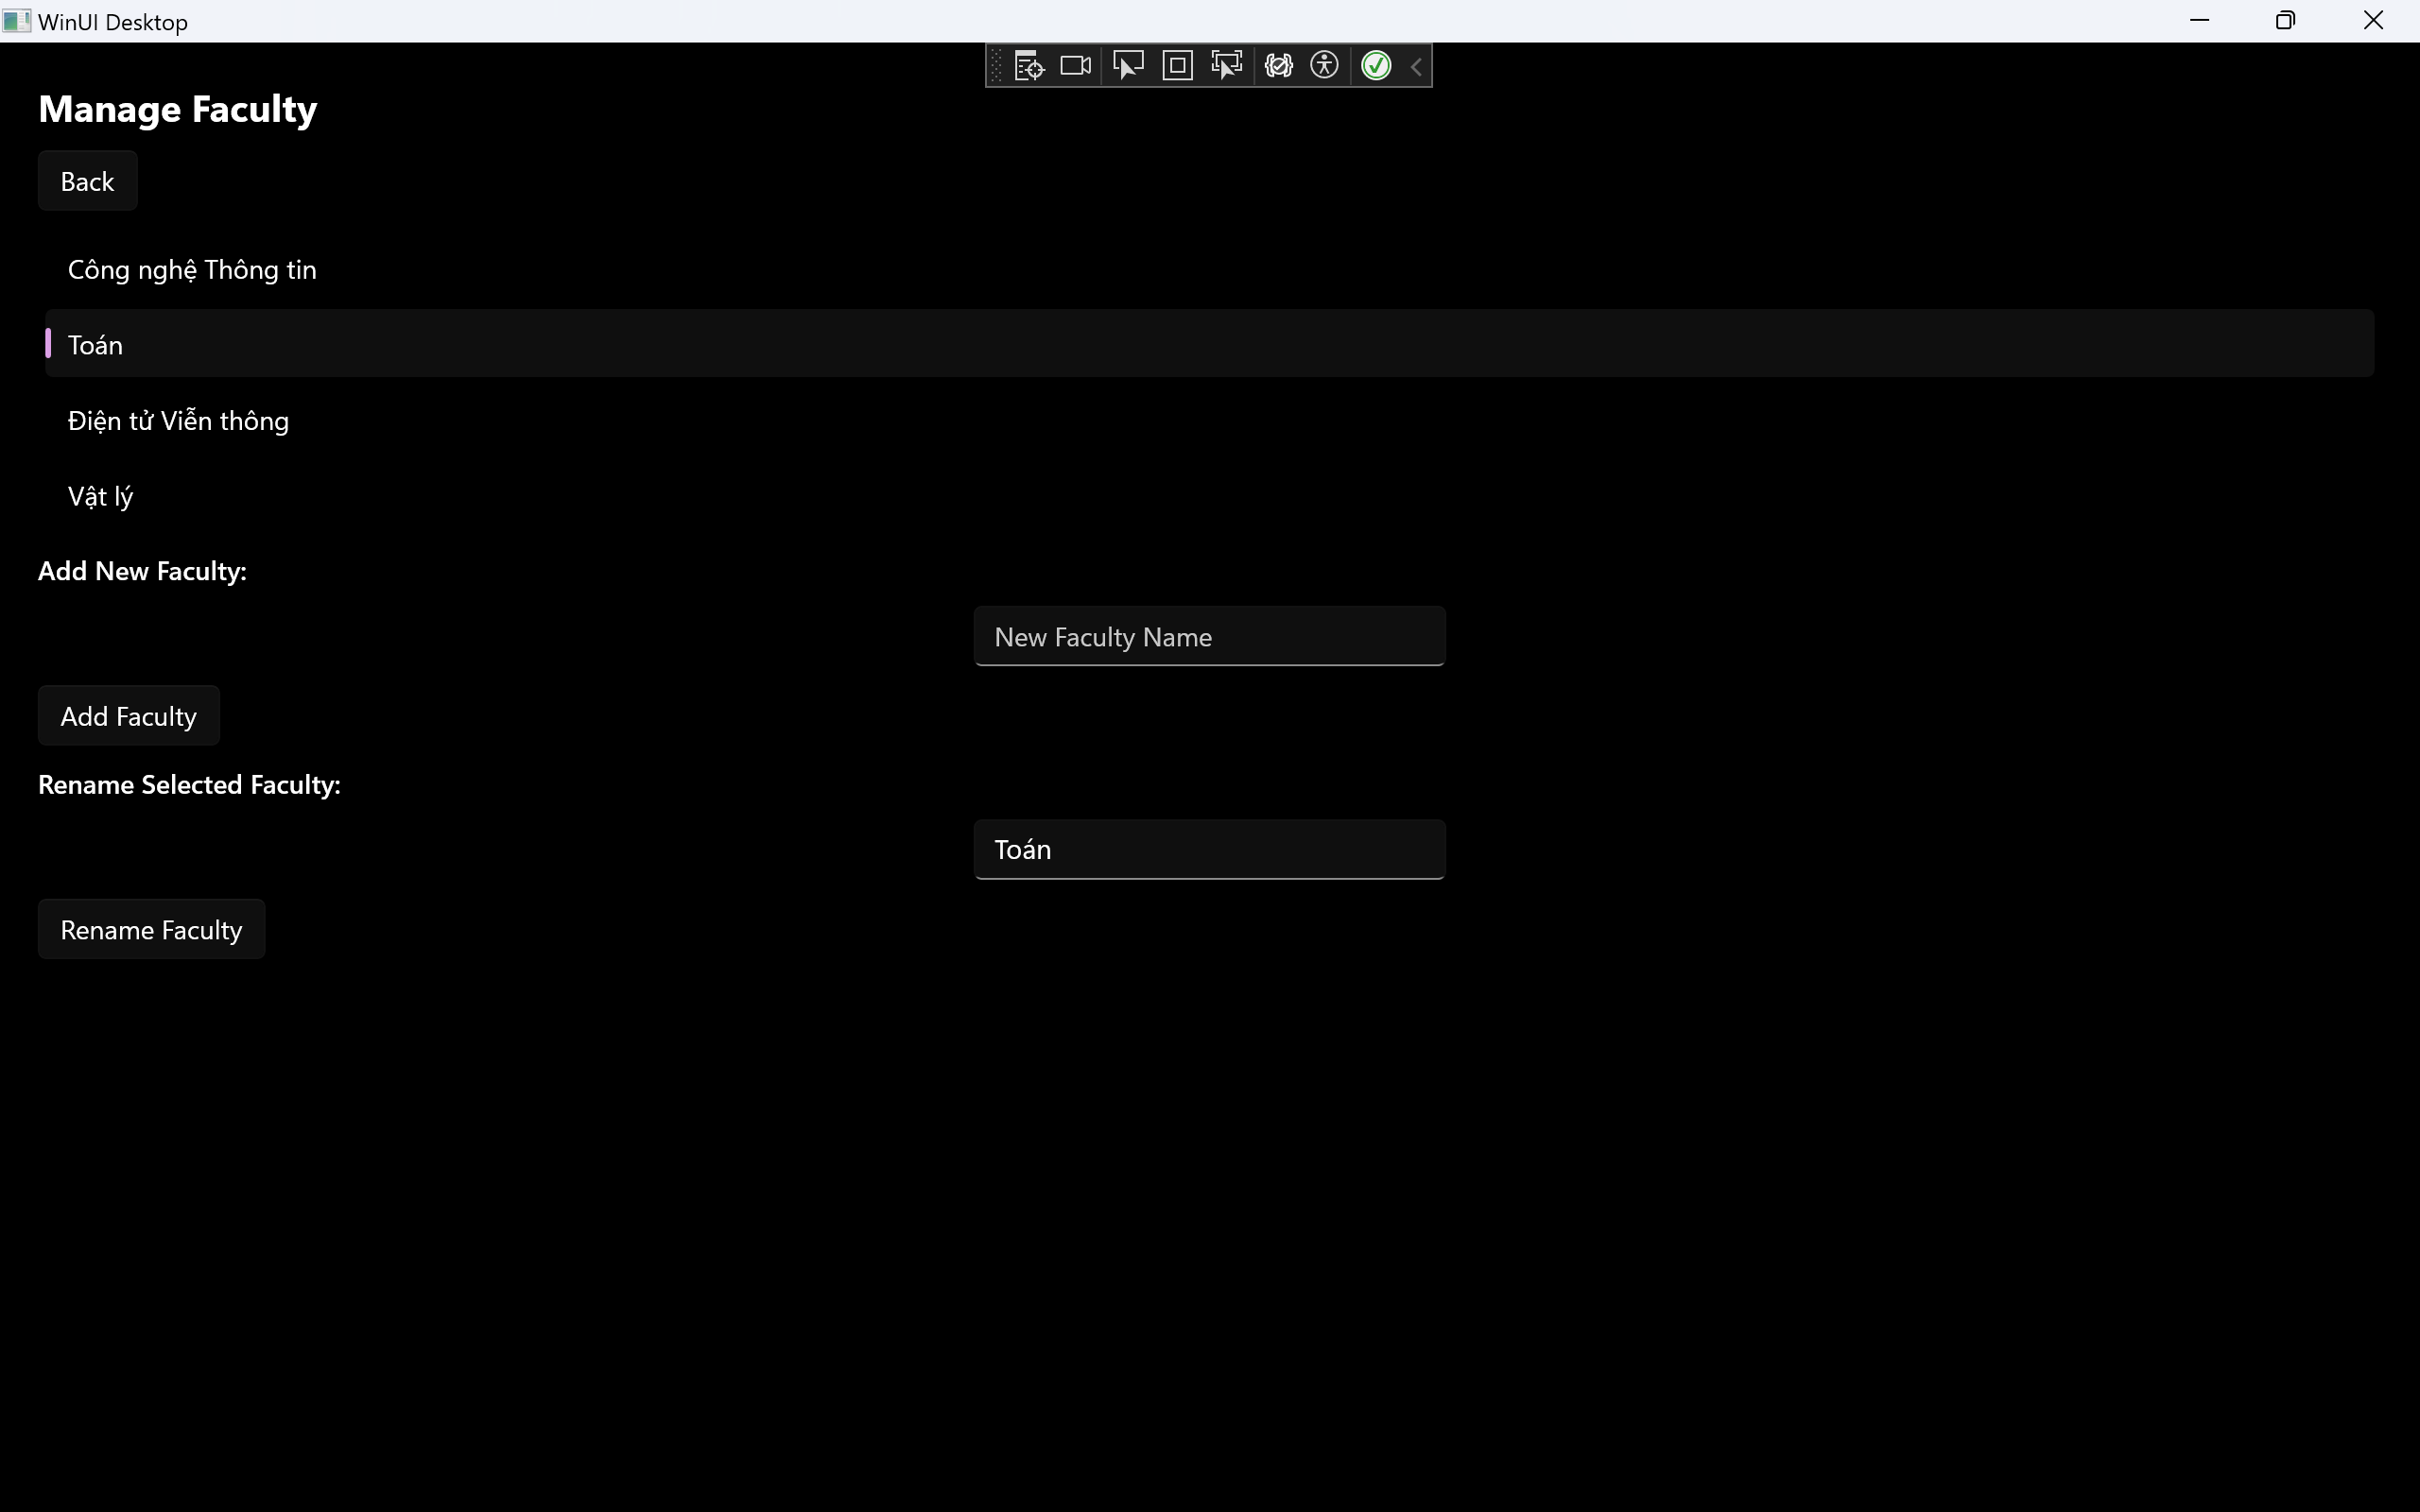 WinUI Desktop
Manage Faculty
Back
Công nghệ Thông tin
Toán
Điện tử Viễn thông
Vật lý
Add New Faculty:
New Faculty Name
Add Faculty
Rename Selected Faculty:
Toán
Rename Faculty